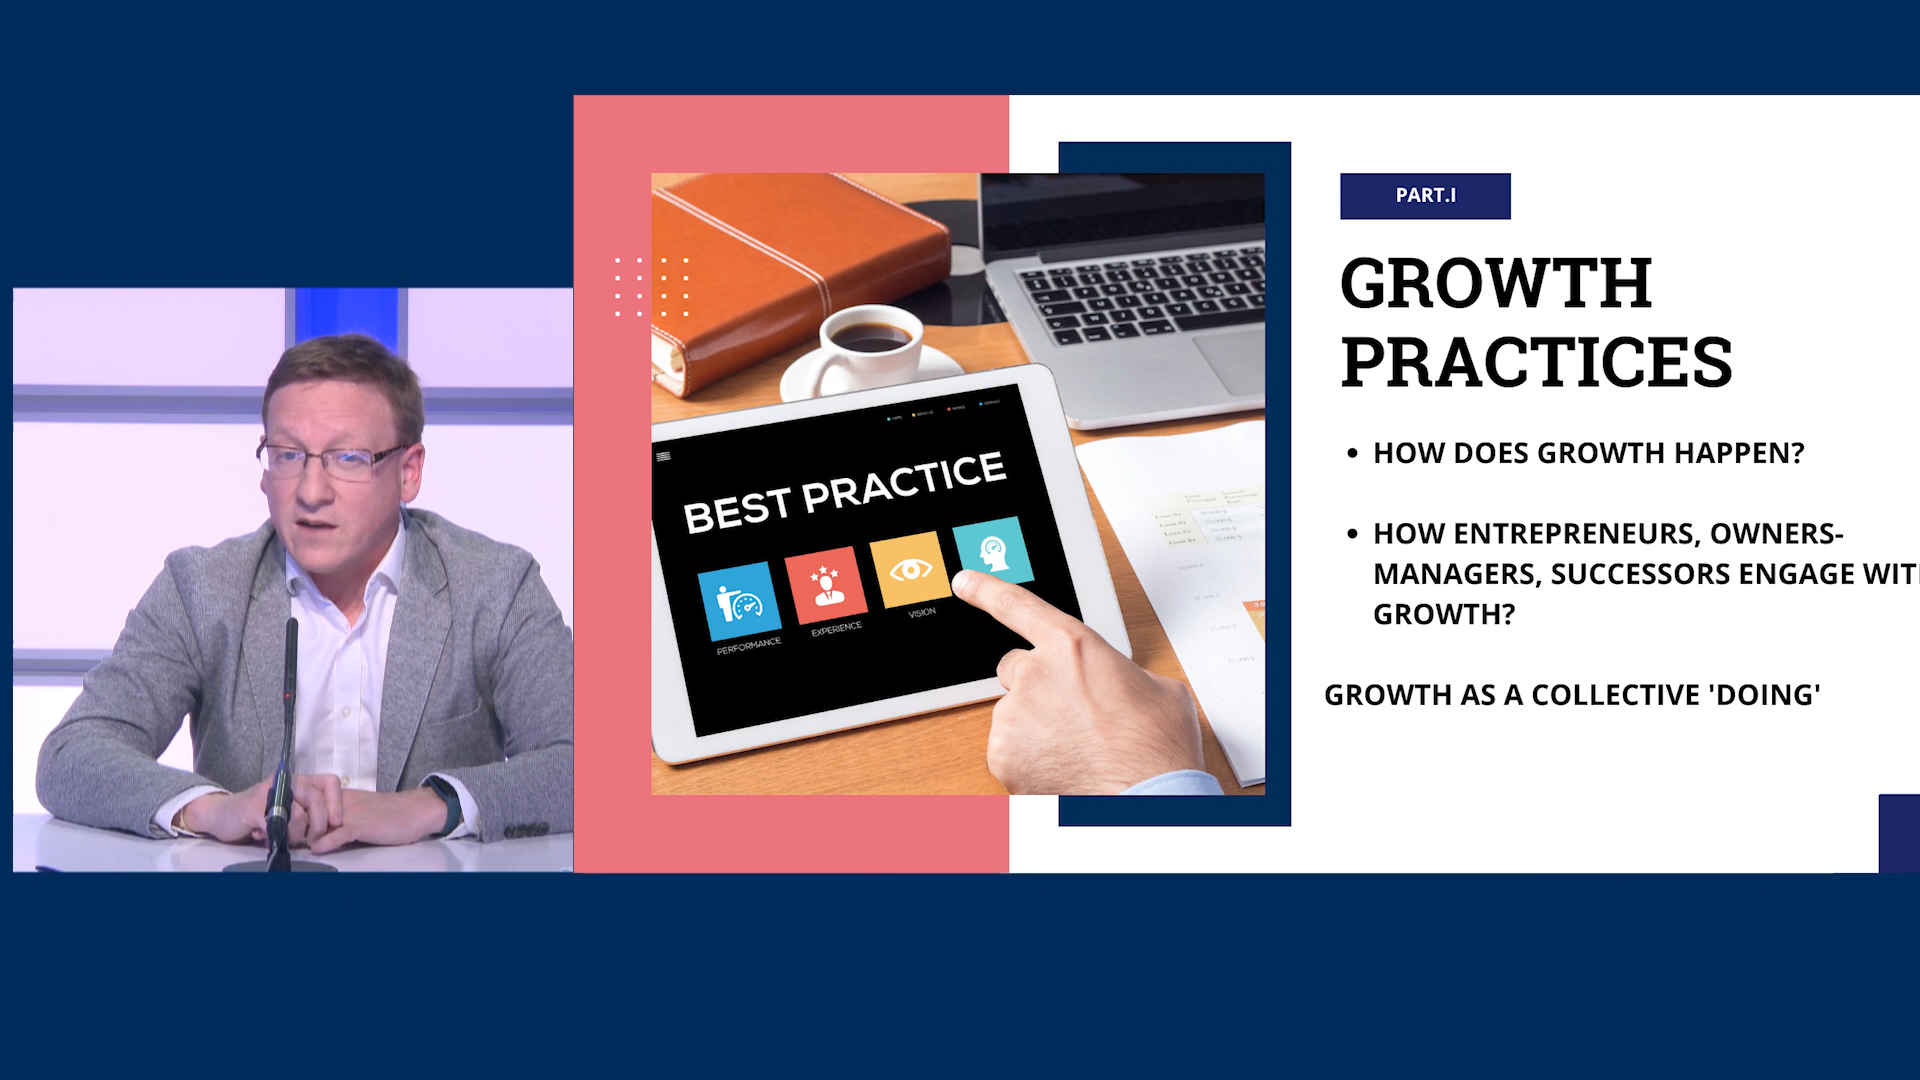 PART.I
GROWTH
PRACTICES
HOW DOES GROWTH HAPPEN?
HOW ENTREPRENEURS, OWNERS-
MANAGERS, SUCCESSORS ENGAGE WIT
GROWTH?
GROWTH AS A COLLECTIVE 'DOING'
BEST PRACTICE
PERFORMANCE
EXPERIENCE
VISION